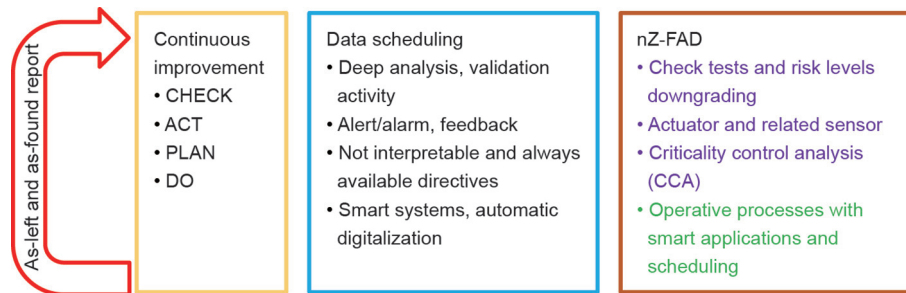 As-left and as-found report
Continuous
improvement
• CHECK
• ACT
• PLAN
• DO
Data scheduling
• Deep analysis, validation
activity
• Alert/alarm, feedback
• Not interpretable and always
available directives
• Smart systems, automatic
digitalization
nZ-FAD
• Check tests and risk levels
downgrading
• Actuator and related sensor
• Criticality control analysis
(CCA)
• Operative processes with
smart applications and
scheduling